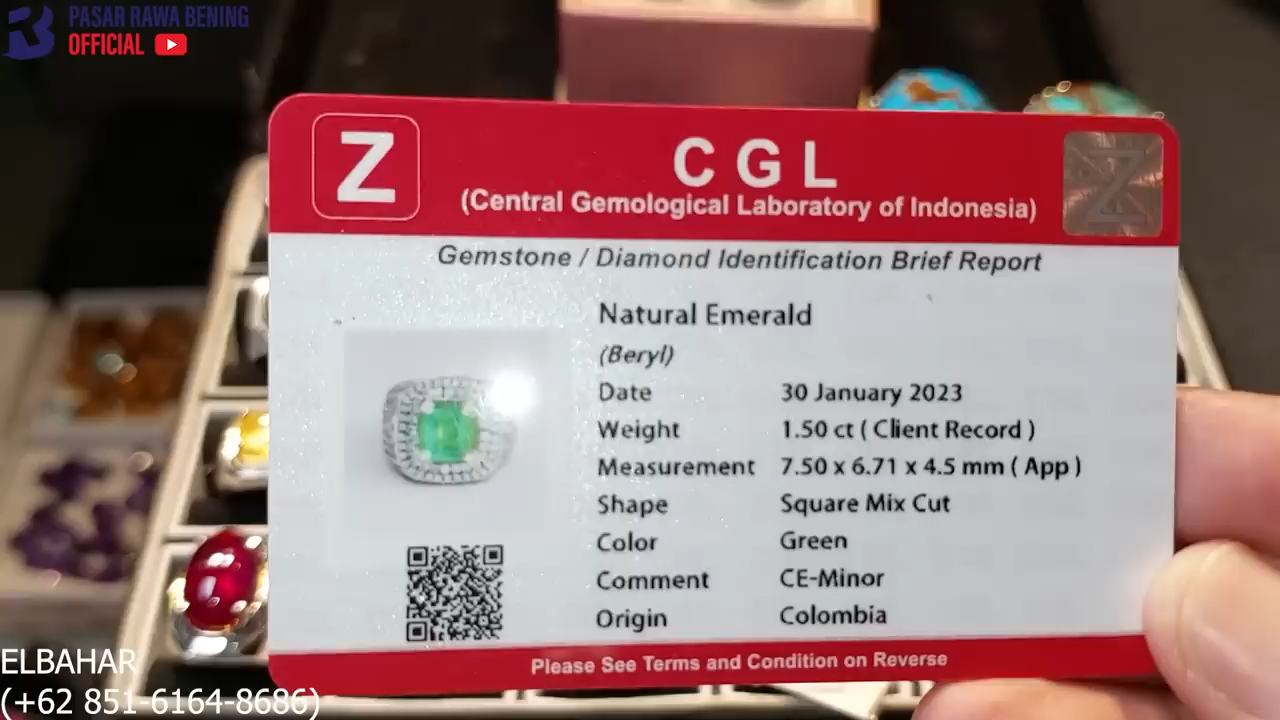 PASAR RAWA BENING
OFFICIAL
Z
CGL
(Central Gemological Laboratory of Indonesia)
Z
Gemstone / Diamond Identification Brief Report
Natural Emerald
(Beryl)
Date 30 January 2023
Weight 1.50 ct ( Client Record )
Measurement 7.50 x 6.71 x 4.5 mm ( App )
Shape Square Mix Cut
Color Green
Comment CE-Minor
Origin Colombia
Please See Terms and Condition on Reverse
ELBAHAR
(+62 851-6164-8686)